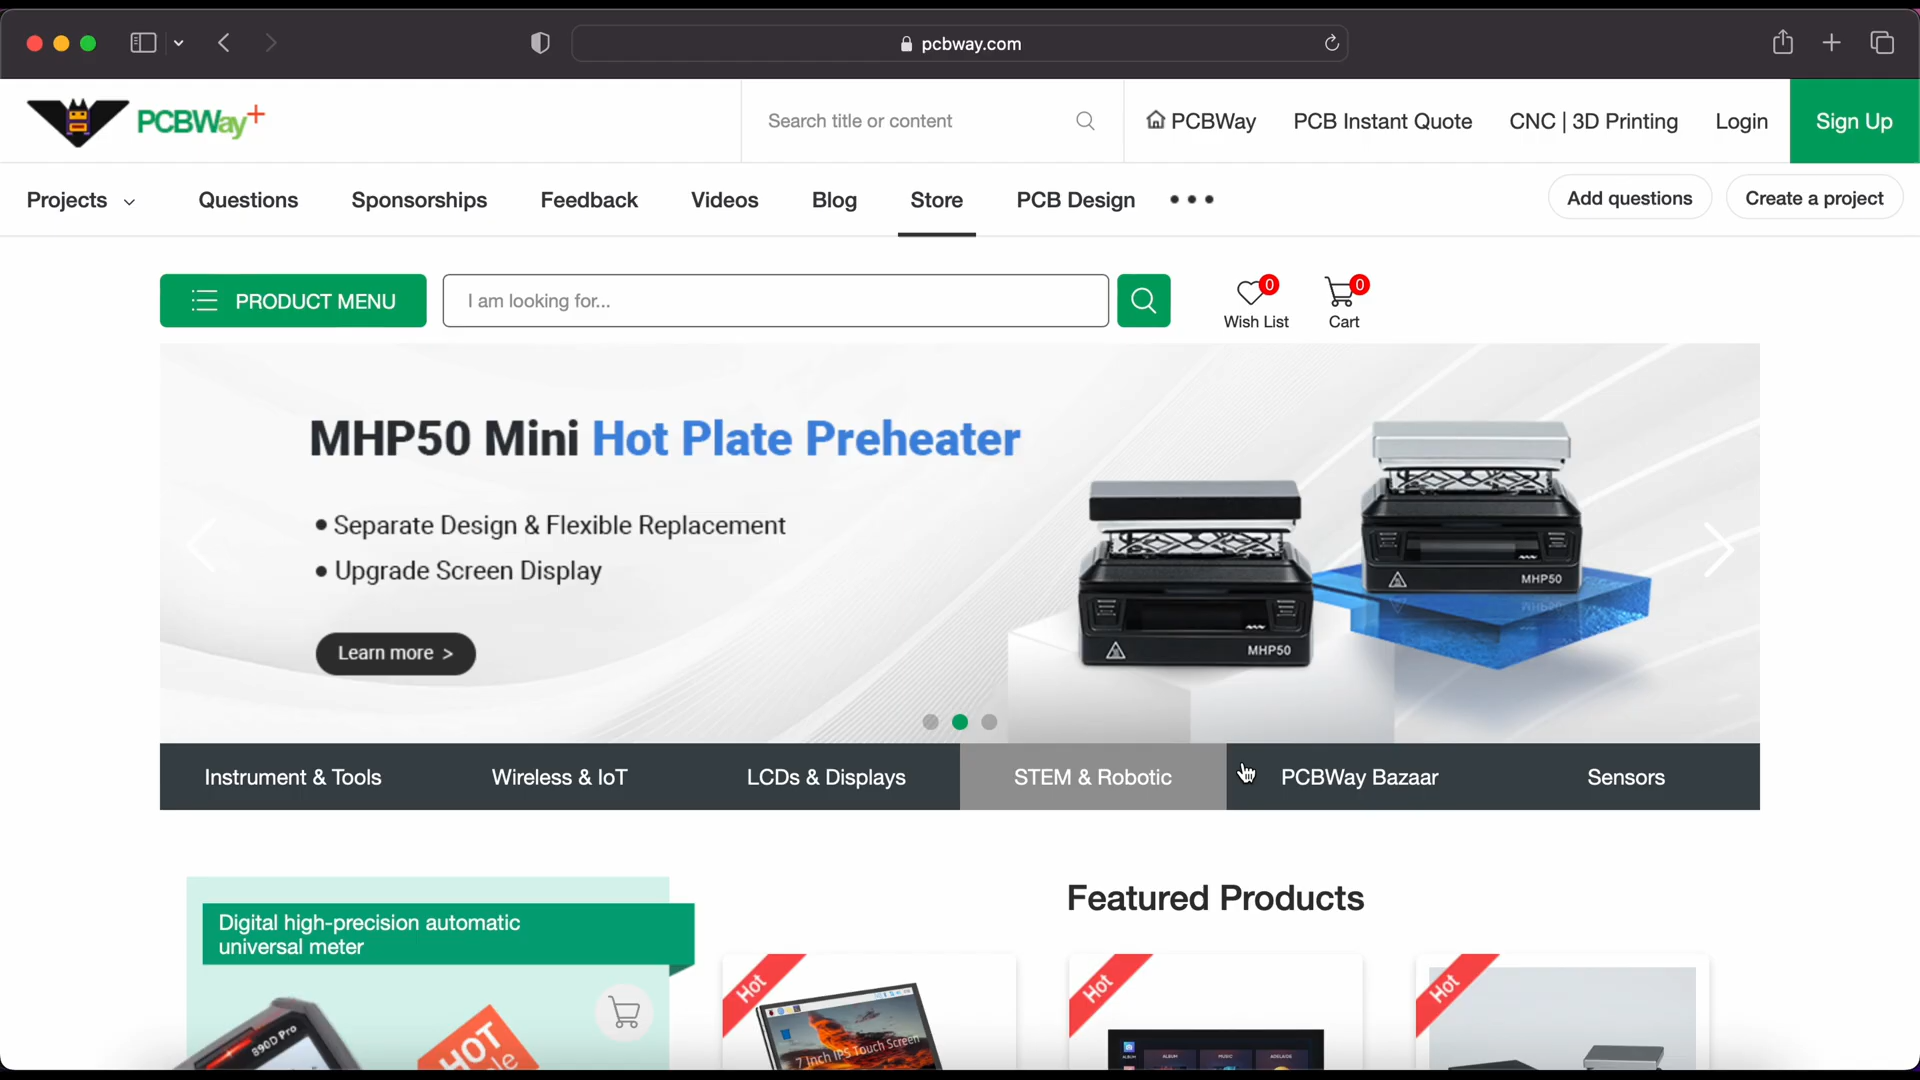 pcbway.com
PCBWay+
Search title or content
PCBWay
PCB Instant Quote
CNC | 3D Printing
Login
Sign Up
Projects
Questions
Sponsorships
Feedback
Videos
Blog
Store
PCB Design
Add questions
Create a project
PRODUCT MENU
I am looking for...
0
Wish List
0
Cart
MHP50 Mini Hot Plate Preheater
• Separate Design & Flexible Replacement
• Upgrade Screen Display
Learn more >
MHP50
MHP50
Instrument & Tools
Wireless & IoT
LCDs & Displays
STEM & Robotic
PCBWay Bazaar
Sensors
Featured Products
Digital high-precision automatic
universal meter
890D Pro
HOT
Hot
7 Inch IPS Touch Screen
Hot
ALBUM
MUSIC
Hot